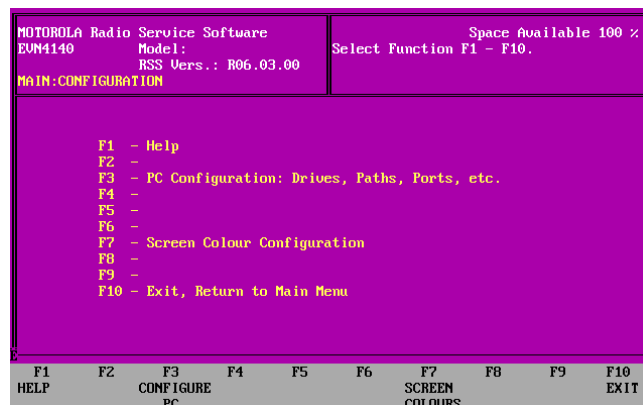 MOTOROLA Radio Service Software
EVN4140 Model:
RSS Vers.: R06.03.00
MAIN:CONFIGURATION
Space Available 100 %
Select Function F1 - F10.
F1 - Help
F2 -
F3 - PC Configuration: Drives, Paths, Ports, etc.
F4 -
F5 -
F6 -
F7 - Screen Colour Configuration
F8 -
F9 -
F10 - Exit, Return to Main Menu
E
F1 F2 F3 F4 F5 F6 F7 F8 F9 F10
HELP CONFIGURE SCREEN EXIT
PC COLOURS